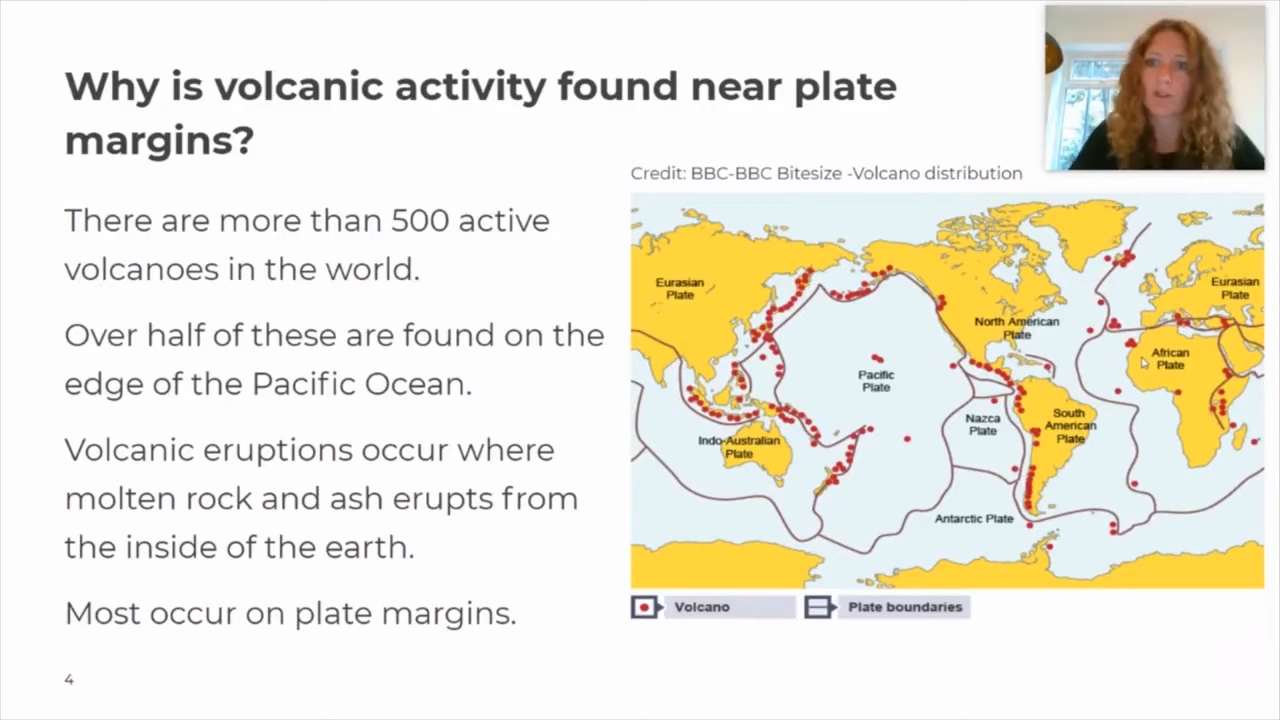 Why is volcanic activity found near plate
margins?
Credit: BBC-BBC Bitesize -Volcano distribution
There are more than 500 active
volcanoes in the world.
Over half of these are found on the
edge of the Pacific Ocean.
Volcanic eruptions occur where
molten rock and ash erupts from
the inside of the earth.
Most occur on plate margins.
Eurasian
Plate
North American
Plate
Eurasian
Plate
African
Plate
Pacific
Plate
Nazca
Plate
South
American
Plate
Indo-Australian
Plate
Antarctic Plate
Volcano
Plate boundaries
4